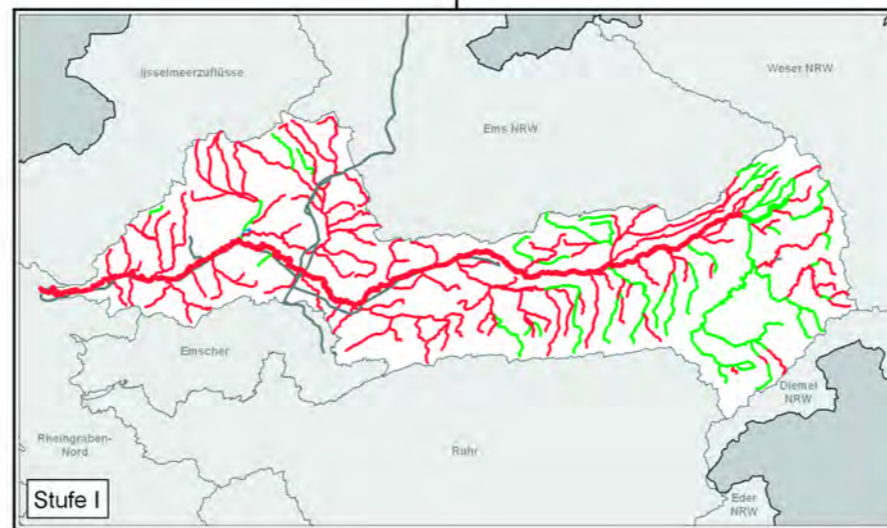 Ijsselmeerzuflüsse
Weser NRW
Ems NRW
Emscher
Diemel
NRW
Rheingraben-
Nord
Ruhr
Stufe I
Eder
NRW